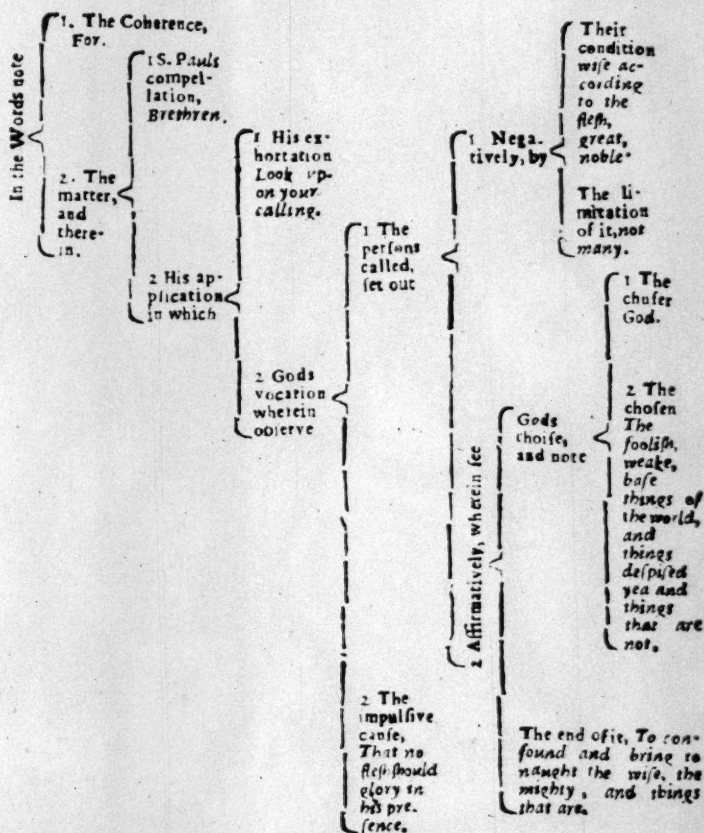 In the Words note
1. The Coherence,
For.
2. The
matter,
and
there-
in.
1 S. Pauls
compel-
lation,
Brethren.
2 His ap-
plication
in which
1 His ex-
hortation
Look up-
on your
calling.
2 Gods
vocation
wherein
observe
1 The
perſons
called,
ſet out
2 The
impulſive
cauſe,
That no
fleſh ſhould
glory in
his pre-
ſence.
1 Nega-
tively, by
2 Affirmatively, wherein ſee
Their
condition
wiſe ac-
cording
to the
fleſh,
great,
noble.
The li-
mitation
of it, not
many.
Gods
choiſe,
and note
1 The
chuſer
God.
2 The
choſen
The
fooliſh,
weake,
baſe
things of
the world,
and
things
deſpiſed
yea and
things
that are
not.
The end of it, To con-
found and bring to
naught the wiſe, the
mighty, and things
that are.